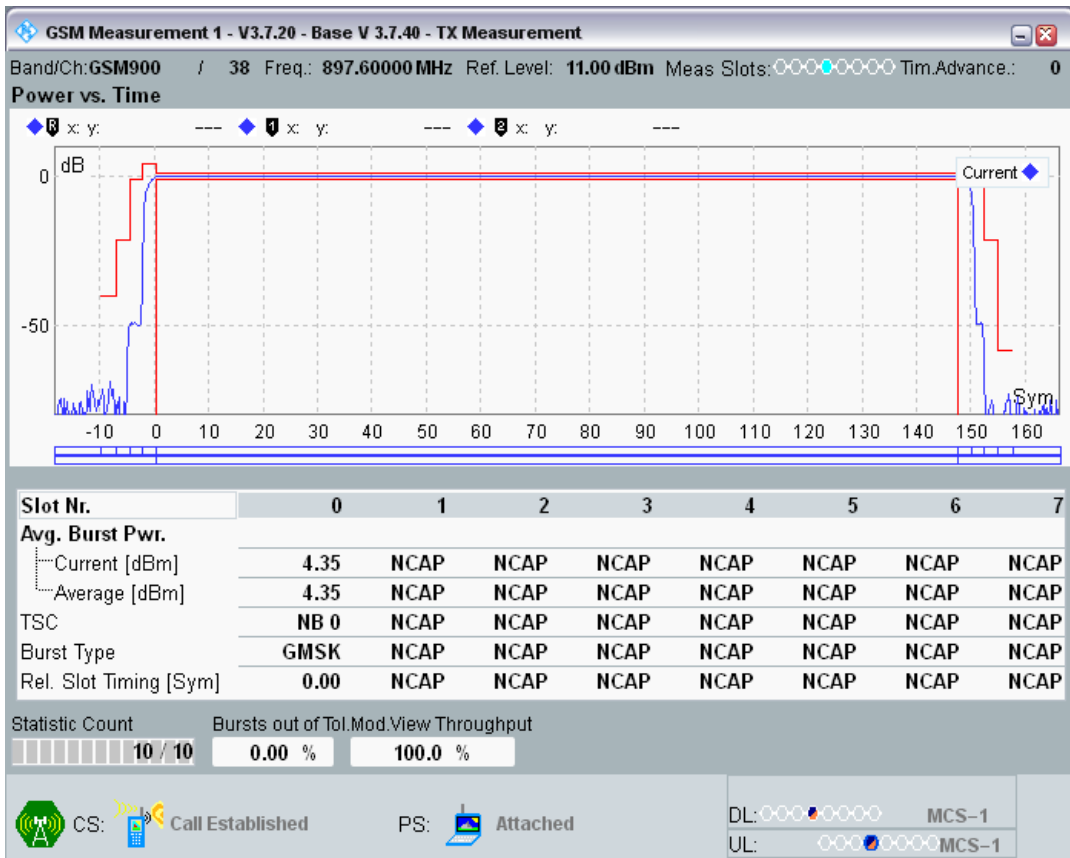 GSM Measurement 1 - V3.7.20 - Base V 3.7.40 - TX Measurement
Band/Ch:GSM900 / 38 Freq.: 897.60000 MHz Ref. Level: 11.00 dBm Meas Slots: Tim.Advance.: 0
Power vs. Time
R x: y: --- 1 x: y: --- 2 x: y: ---
dB
Current
0
-50
Sym
-10 0 10 20 30 40 50 60 70 80 90 100 110 120 130 140 150 160
Slot Nr. 0 1 2 3 4 5 6 7
Avg. Burst Pwr.
Current [dBm] 4.35 NCAP NCAP NCAP NCAP NCAP NCAP NCAP
Average [dBm] 4.35 NCAP NCAP NCAP NCAP NCAP NCAP NCAP
TSC NB 0 NCAP NCAP NCAP NCAP NCAP NCAP NCAP
Burst Type GMSK NCAP NCAP NCAP NCAP NCAP NCAP NCAP
Rel. Slot Timing [Sym] 0.00 NCAP NCAP NCAP NCAP NCAP NCAP NCAP
Statistic Count Bursts out of Tol.Mod.View Throughput
10 / 10 0.00 % 100.0 %
CS: Call Established PS: Attached
DL: MCS-1
UL: MCS-1